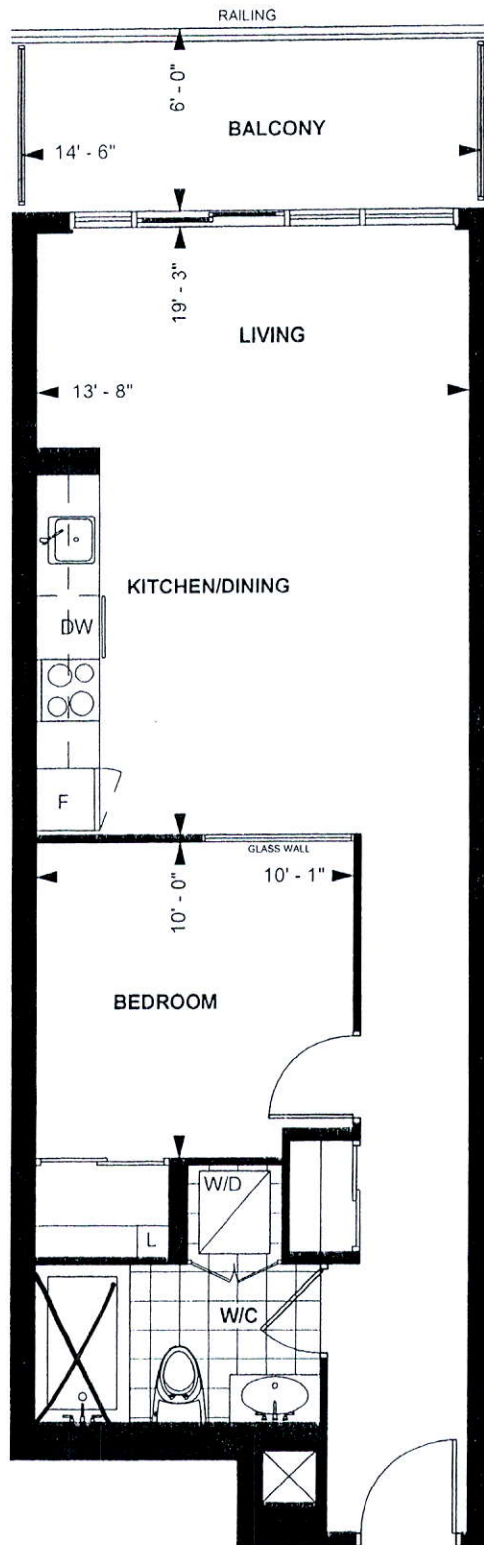 RAILING
6' - 0"
BALCONY
14' - 6"
19' - 3"
LIVING
13' - 8"
KITCHEN/DINING
DW
F
GLASS WALL
10' - 0"
10' - 1"
BEDROOM
W/D
L
W/C